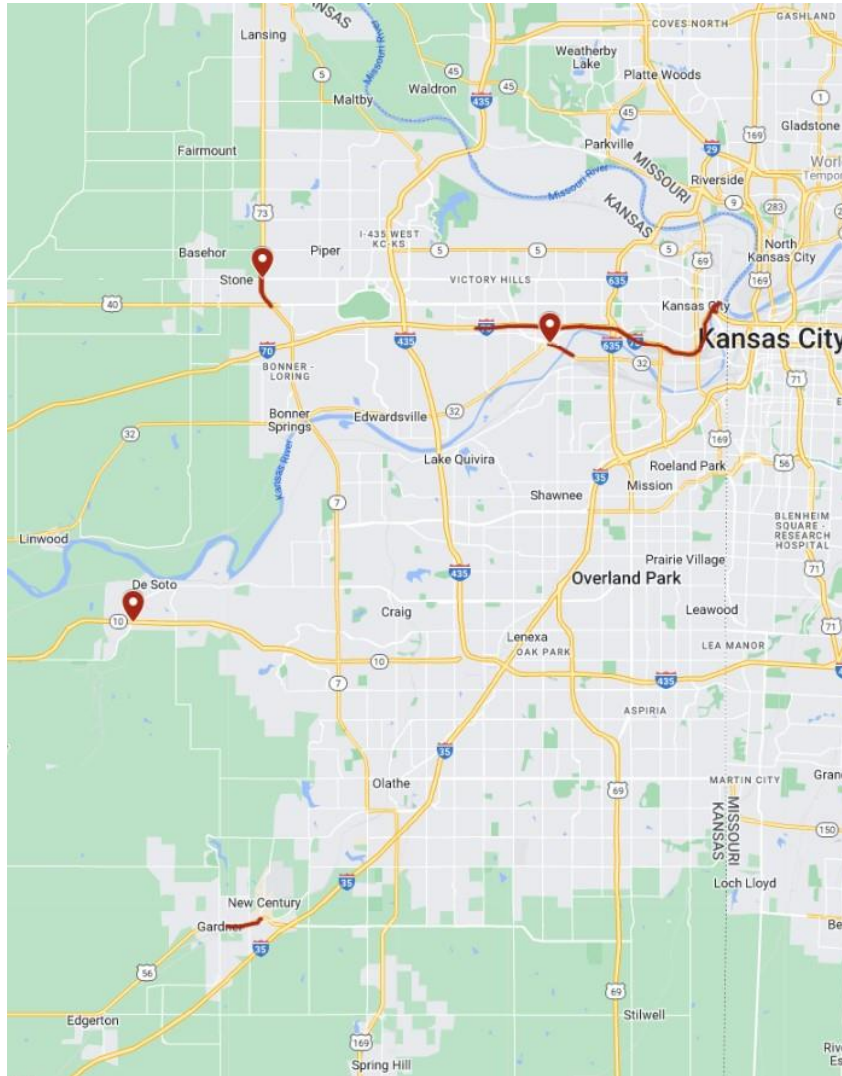 KANSAS
COVES NORTH
GASHLAND
Lansing
Missouri River
Weatherby
Lake
Platte Woods
45
435
Waldron
45
5
Maltby
45
1
169
Gladstone
Parkville
29
MISSOURI
Fairmount
Riverside
Missouri River
KANSAS
9
283
73
I-435 WEST
KC-KS
Basehor
Piper
5
5
5
69
North
Kansas City
Stone
VICTORY HILLS
635
169
40
Kansas City
70
435
70
635
Kansas City
BONNER -
LORING
32
71
Bonner
Springs
Edwardsville
32
32
169
Kansas River
Lake Quivira
35
Roeland Park
56
Mission
7
Shawnee
BLENHEIM
SQUARE -
RESEARCH
HOSPITAL
Linwood
Prairie Village
435
71
De Soto
Overland Park
Craig
Leawood
10
Lenexa
71
OAK PARK
LEA MANOR
10
7
435
ASPIRIA
35
Olathe
MARTIN CITY
69
MISSOURI
KANSAS
150
35
Loch Lloyd
New Century
Gardner
35
56
69
Edgerton
Stilwell
169
Spring Hill